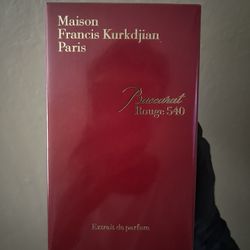 Maison
Francis Kurkdjian
Paris
Baccarat
Rouge 540
Extrait de parfum